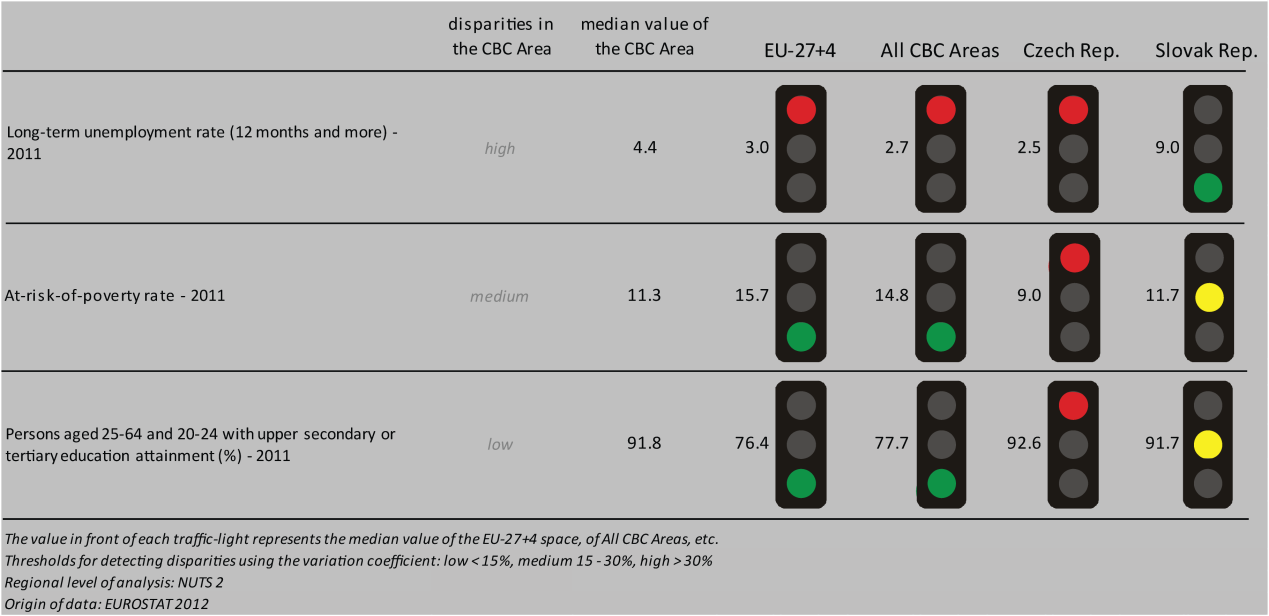 disparities in
the CBC Area
median value of
the CBC Area
EU-27+4
All CBC Areas
Czech Rep.
Slovak Rep.
Long-term unemployment rate (12 months and more) -
2011
high
4.4
3.0
2.7
2.5
9.0
At-risk-of-poverty rate - 2011
medium
11.3
15.7
14.8
9.0
11.7
Persons aged 25-64 and 20-24 with upper secondary or
tertiary education attainment (%) - 2011
low
91.8
76.4
77.7
92.6
91.7
The value in front of each traffic-light represents the median value of the EU-27+4 space, of All CBC Areas, etc.
Thresholds for detecting disparities using the variation coefficient: low < 15%, medium 15 - 30%, high > 30%
Regional level of analysis: NUTS 2
Origin of data: EUROSTAT 2012